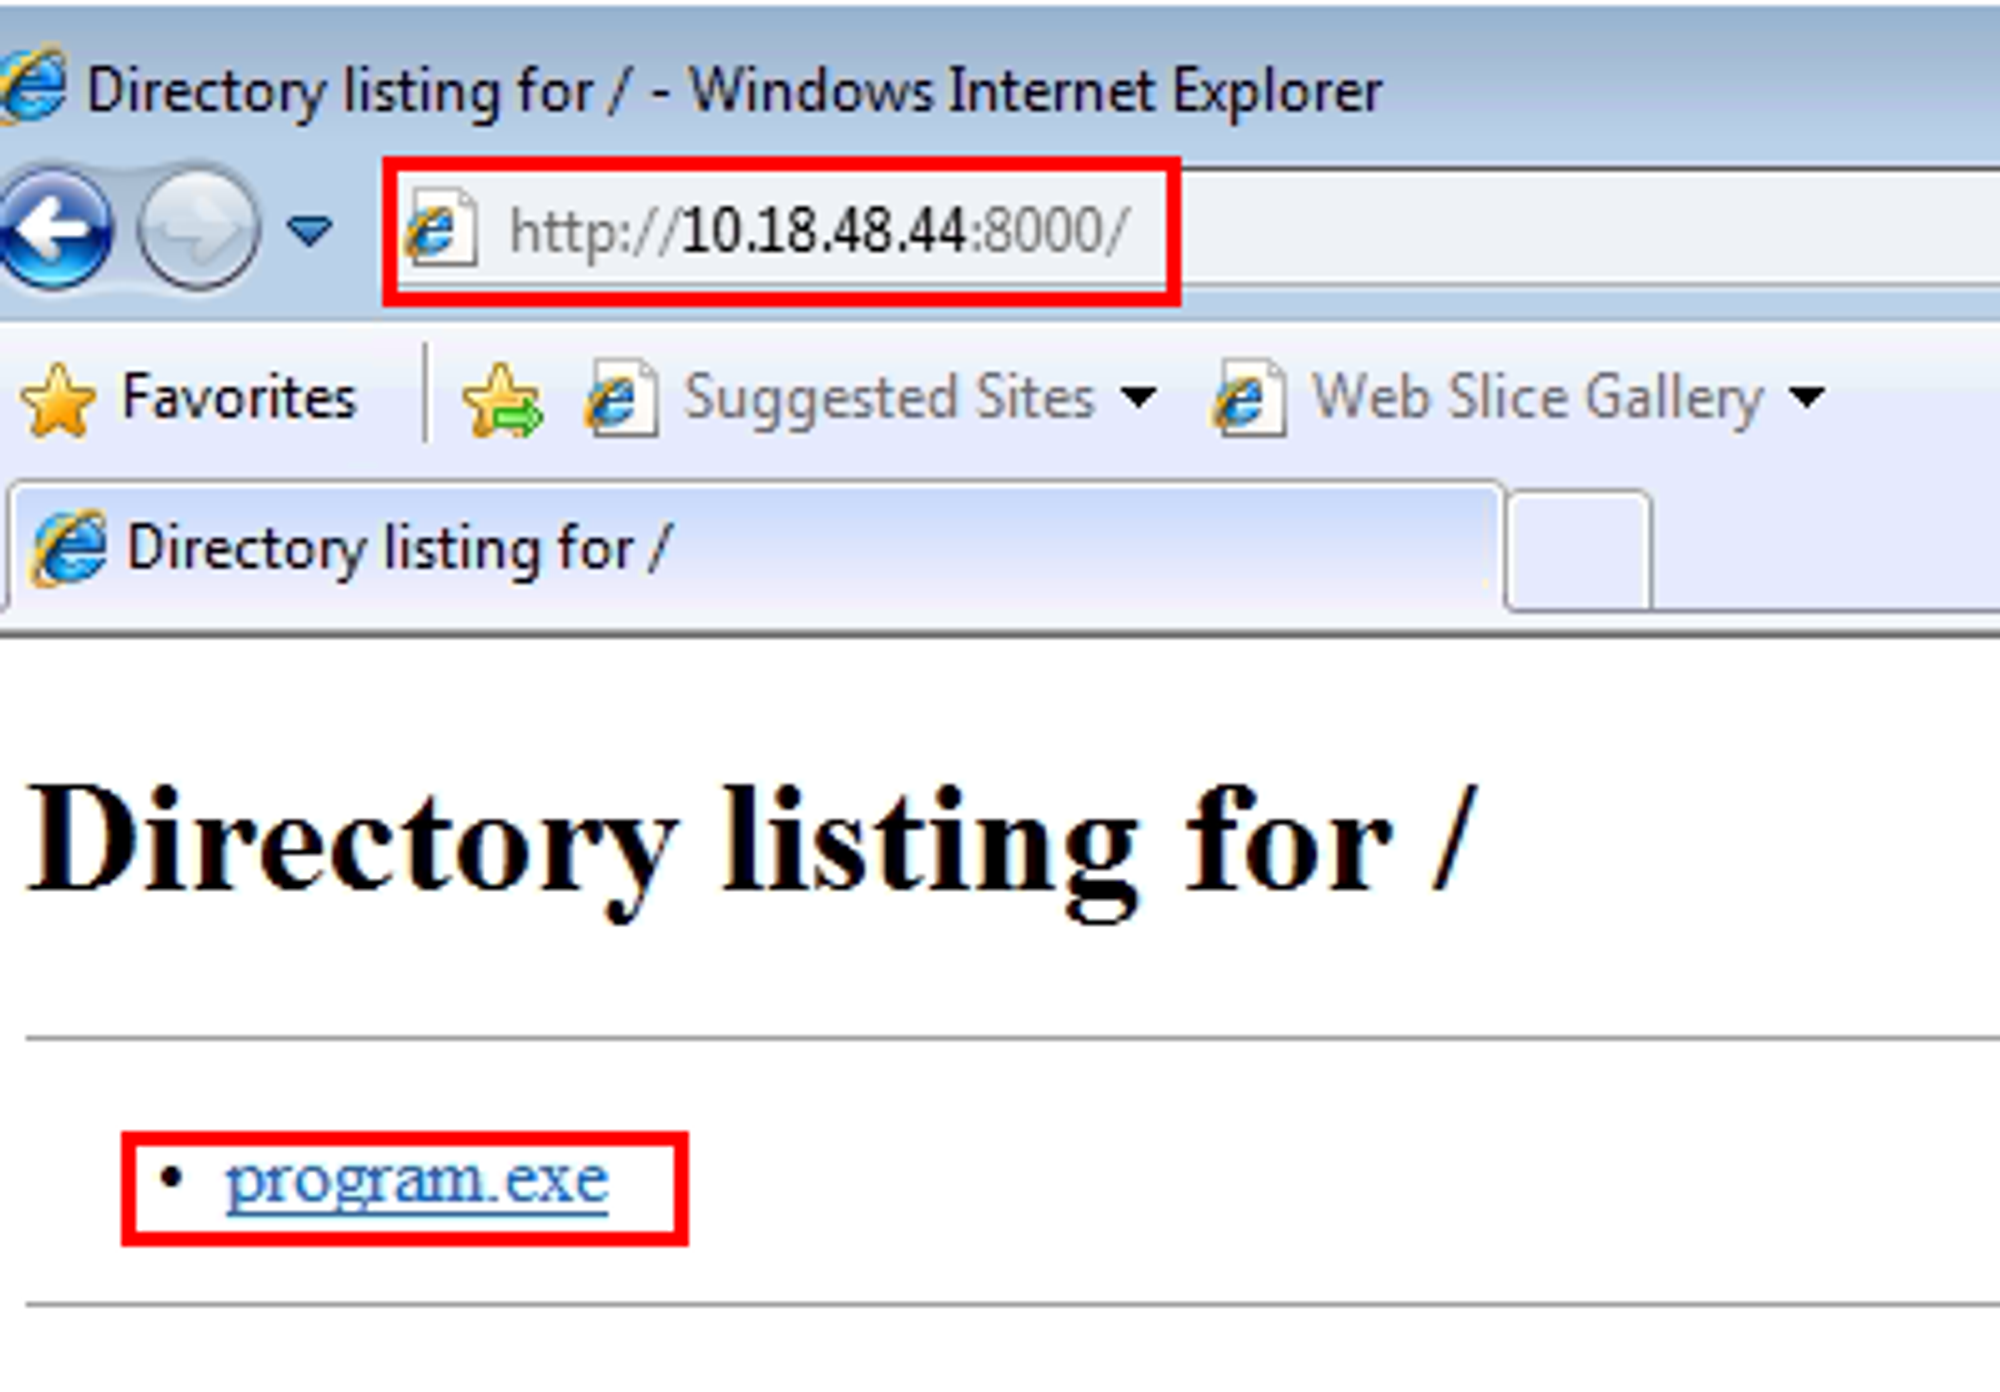 Directory listing for / - Windows Internet Explorer
http://10.18.48.44:8000/
Favorites Suggested Sites Web Slice Gallery
Directory listing for /
Directory listing for /
• program.exe